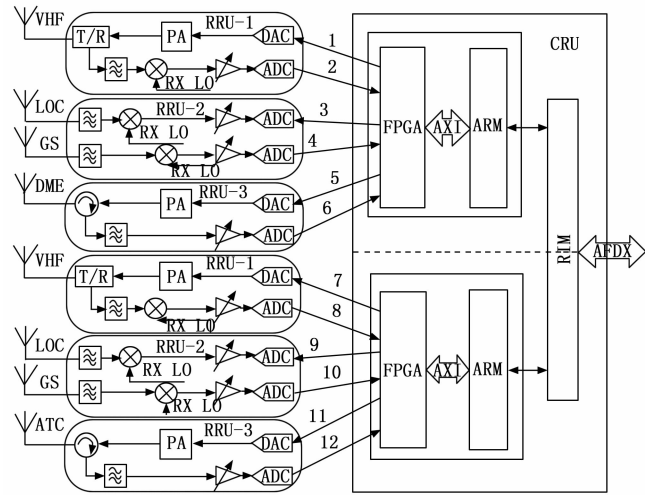 VHF
T/R
PA
RRU-1
DAC
RX LO
ADC
1
2
LOC
RRU-2
ADC
RX LO
GS
ADC
RX LO
3
4
DME
RRU-3
PA
DAC
ADC
5
6
VHF
RRU-1
T/R
PA
DAC
ADC
RX LO
7
8
LOC
RRU-2
ADC
RX LO
GS
ADC
RX LO
9
10
ATC
RRU-3
PA
DAC
ADC
11
12
CRU
FPGA
AXI
ARM
FPGA
AXI
ARM
RIM
AFDX